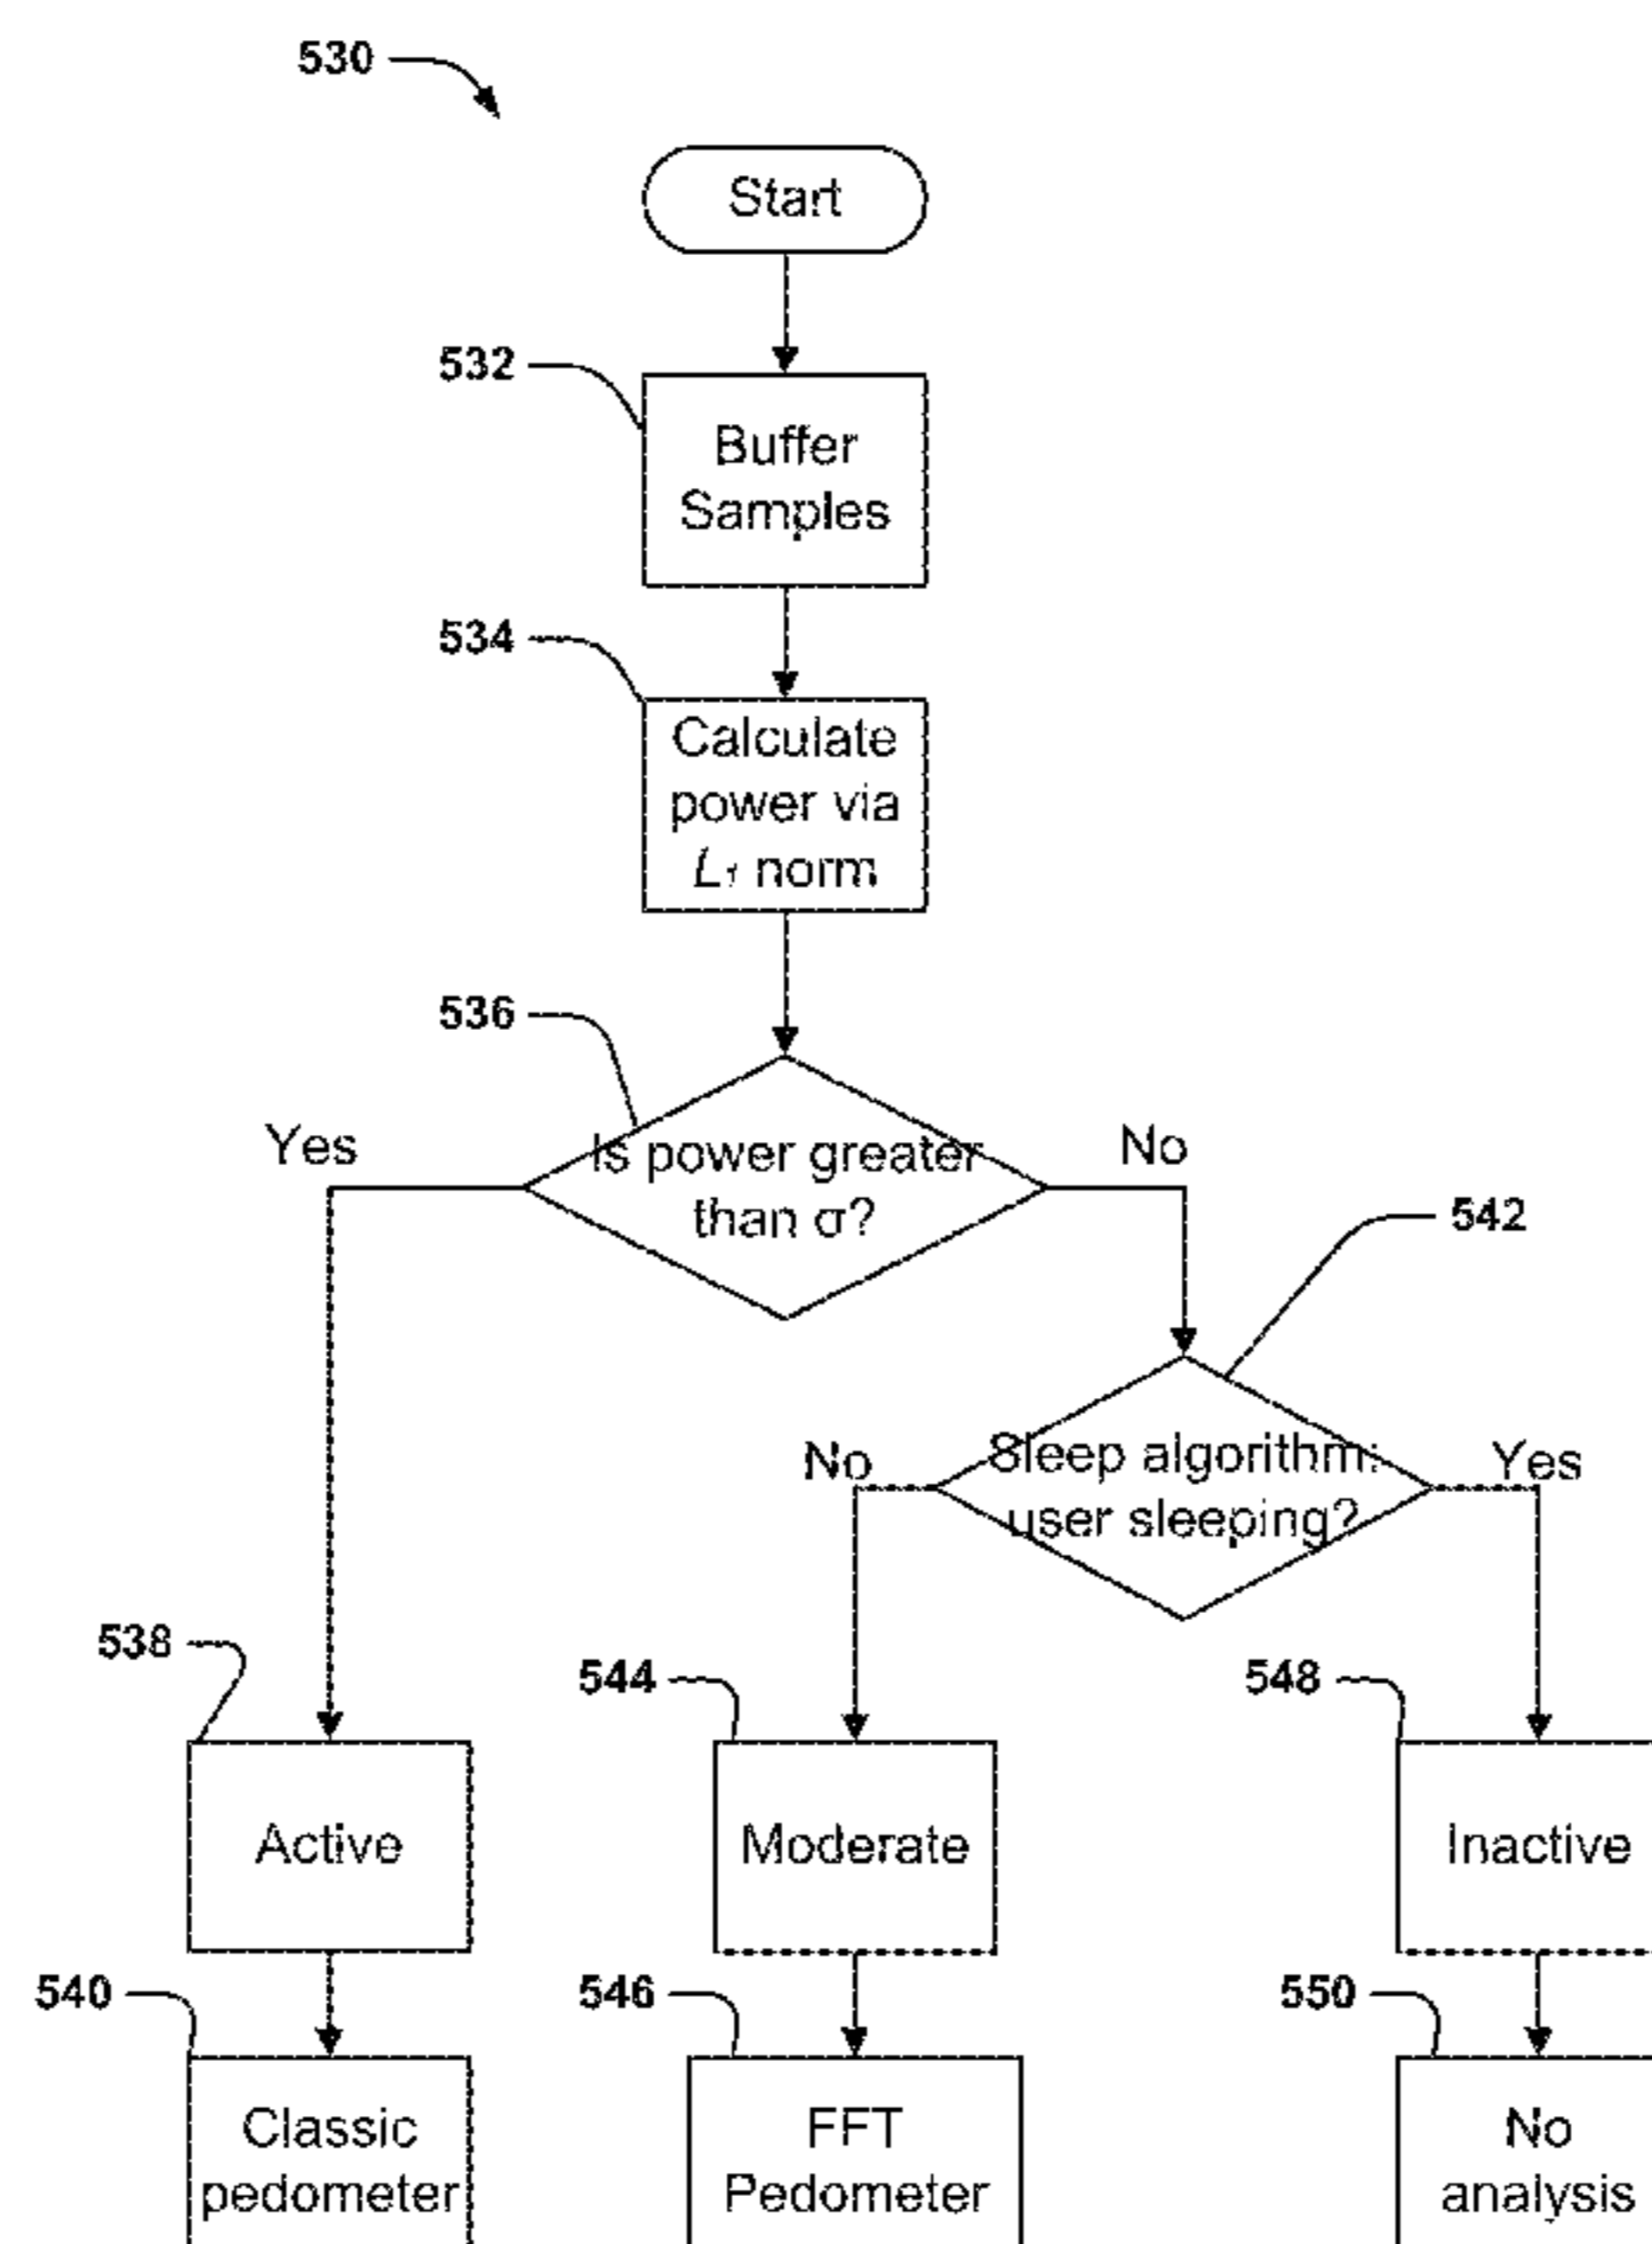 530
Start
532
Buffer
Samples
534
Calculate
power via
L₁ norm
536
Yes
Is power greater
than σ?
No
542
No
Sleep algorithm:
user sleeping?
Yes
538
544
548
Active
Moderate
Inactive
540
546
550
Classic
pedometer
FFT
Pedometer
No
analysis